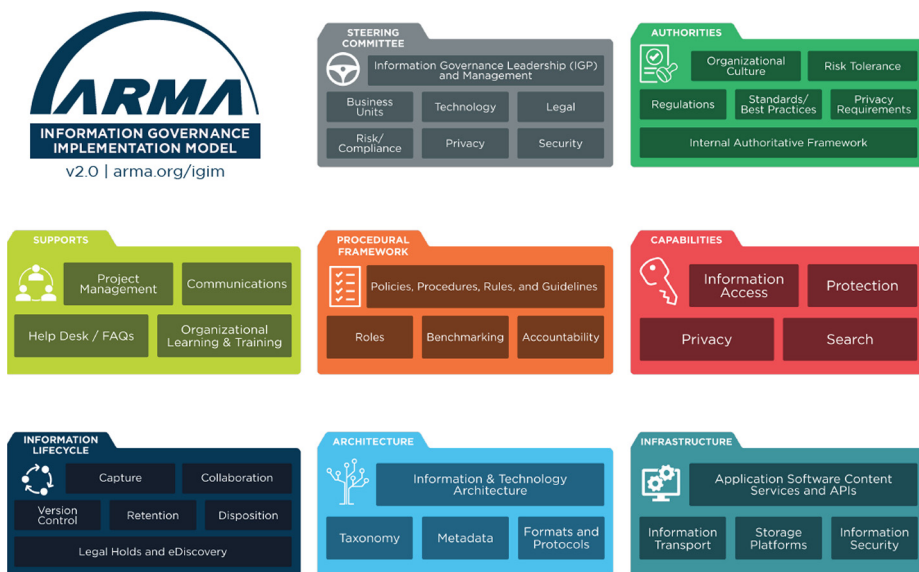 ARMA
INFORMATION GOVERNANCE
IMPLEMENTATION MODEL
v2.0 | arma.org/igim
STEERING
COMMITTEE
Information Governance Leadership (IGP)
and Management
Business
Units
Technology
Legal
Risk/
Compliance
Privacy
Security
AUTHORITIES
Organizational
Culture
Risk Tolerance
Regulations
Standards/
Best Practices
Privacy
Requirements
Internal Authoritative Framework
SUPPORTS
Project
Management
Communications
Help Desk / FAQs
Organizational
Learning & Training
PROCEDURAL
FRAMEWORK
Policies, Procedures, Rules, and Guidelines
Roles
Benchmarking
Accountability
CAPABILITIES
Information
Access
Protection
Privacy
Search
INFORMATION
LIFECYCLE
Capture
Collaboration
Version
Control
Retention
Disposition
Legal Holds and eDiscovery
ARCHITECTURE
Information & Technology
Architecture
Taxonomy
Metadata
Formats and
Protocols
INFRASTRUCTURE
Application Software Content
Services and APIs
Information
Transport
Storage
Platforms
Information
Security